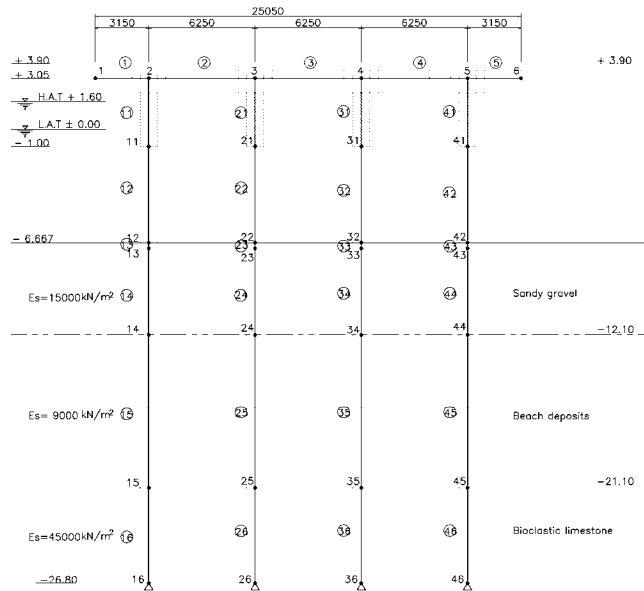 25050
3150 6250 6250 6250 3150
+ 3.90 1 2 3 4 5 + 3.90
+ 3.05 1 2 3 4 5 6
H.A.T + 1.60
11 21 31 41
L.A.T ± 0.00
- 1.00 11 21 31 41
12 22 32 42
- 6.667 12 22 32 42
13 23 33 43
13 23 33 43
Es=15000kN/m² 14 24 34 44 Sandy gravel
14 24 34 44 -12.10
Es= 9000 kN/m² 15 25 35 45 Beach deposits
15 25 35 45 -21.10
Es=45000kN/m² 16 26 36 46 Bioclastic limestone
-26.80 16 26 36 46